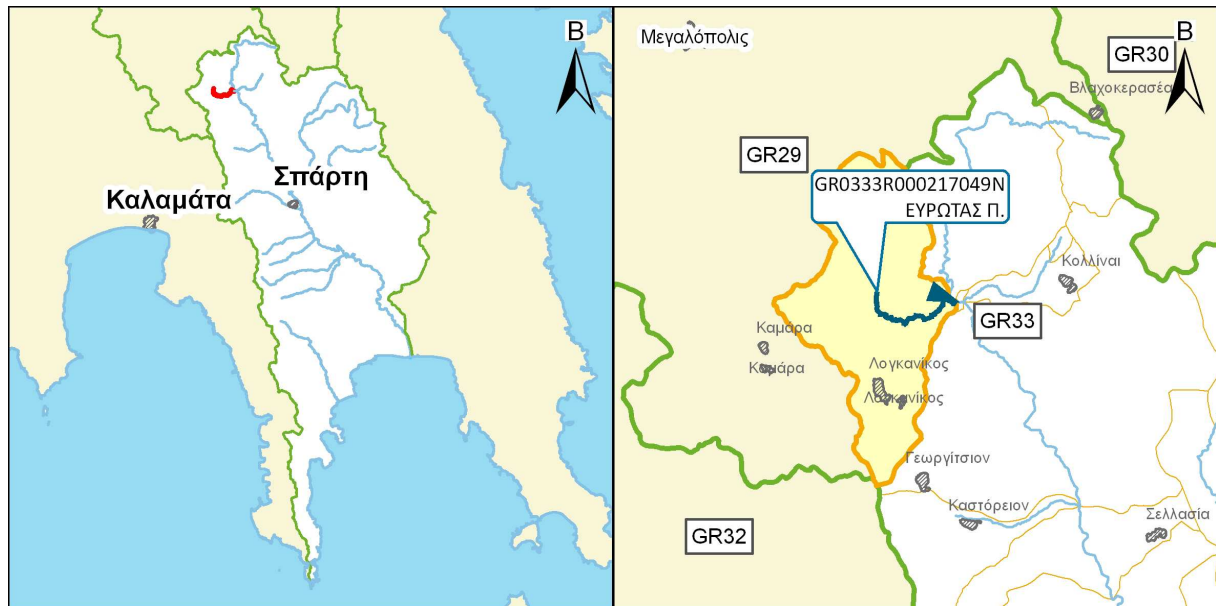 Β
Καλαμάτα
Σπάρτη
Μεγαλόπολις
GR30
Β
Βλαχοκερασέα
GR29
GR0333R000217049N
ΕΥΡΩΤΑΣ Π.
Κολλίναι
GR33
Καμάρα
Καμάρα
Λογκανίκος
Λογκανίκος
Γεωργίτσιον
Καστόρειον
Σελλασία
GR32